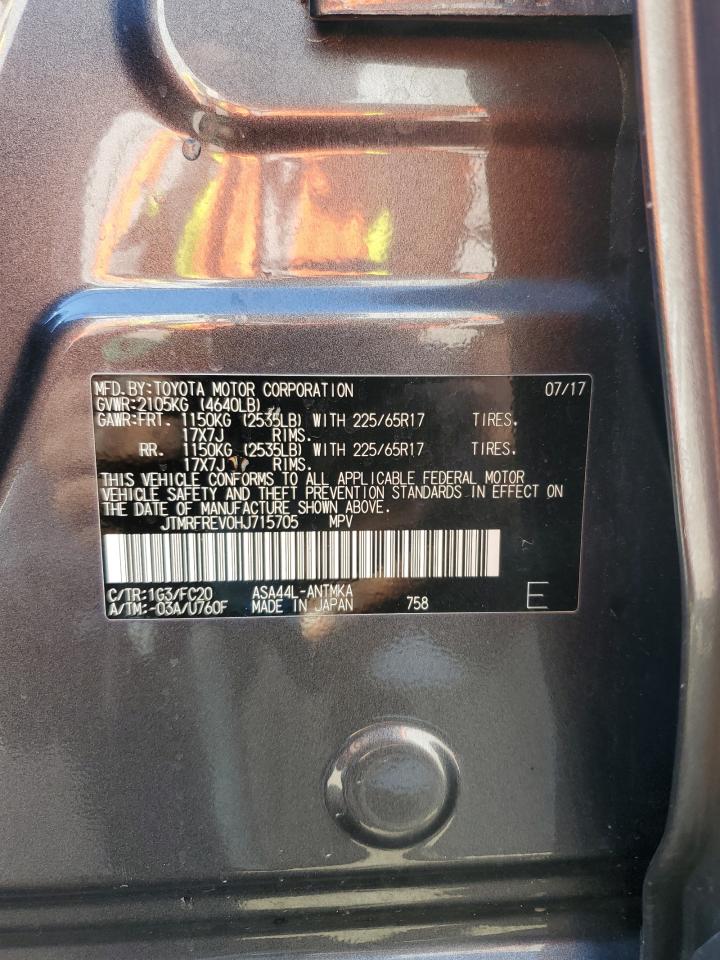 MFD.BY:TOYOTA MOTOR CORPORATION 07/17
GVWR:2105KG (4640LB)
GAWR:FRT. 1150KG (2535LB) WITH 225/65R17 TIRES.
17X7J RIMS.
RR. 1150KG (2535LB) WITH 225/65R17 TIRES.
17X7J RIMS.
THIS VEHICLE CONFORMS TO ALL APPLICABLE FEDERAL MOTOR
VEHICLE SAFETY AND THEFT PREVENTION STANDARDS IN EFFECT ON
THE DATE OF MANUFACTURE SHOWN ABOVE.
JTMRFREV0HJ715705 MPV
C/TR:1G3/FC20 ASA44L-ANTMKA
A/TM:-03A/U760F MADE IN JAPAN 758 E